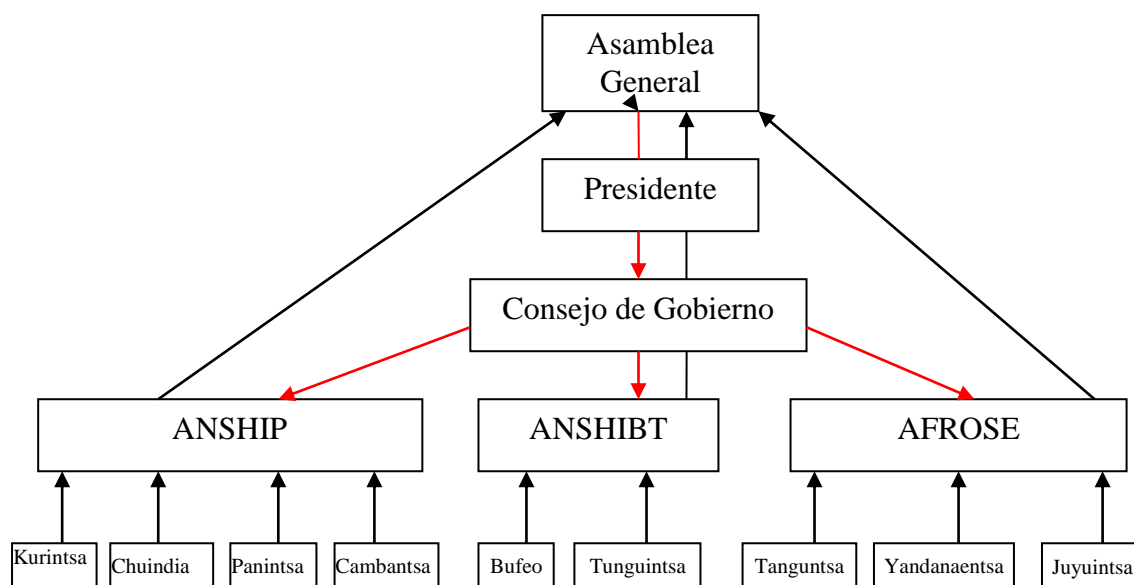 Asamblea
General
Presidente
Consejo de Gobierno
ANSHIP
ANSHIBT
AFROSE
Kurintsa
Chuindia
Panintsa
Cambantsa
Bufeo
Tunguintsa
Tanguntsa
Yandanaentsa
Juyuintsa